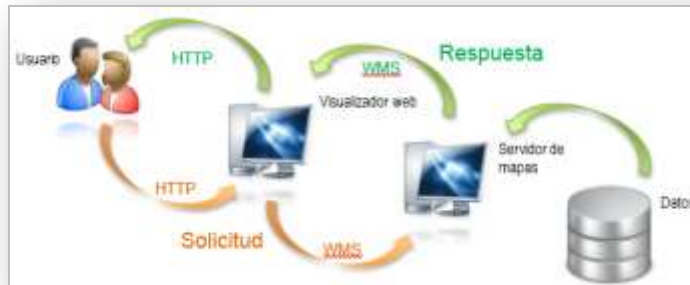 Usuario
HTTP
WMS
Respuesta
Visualizador web
Servidor de
mapas
Datos
HTTP
Solicitud
WMS